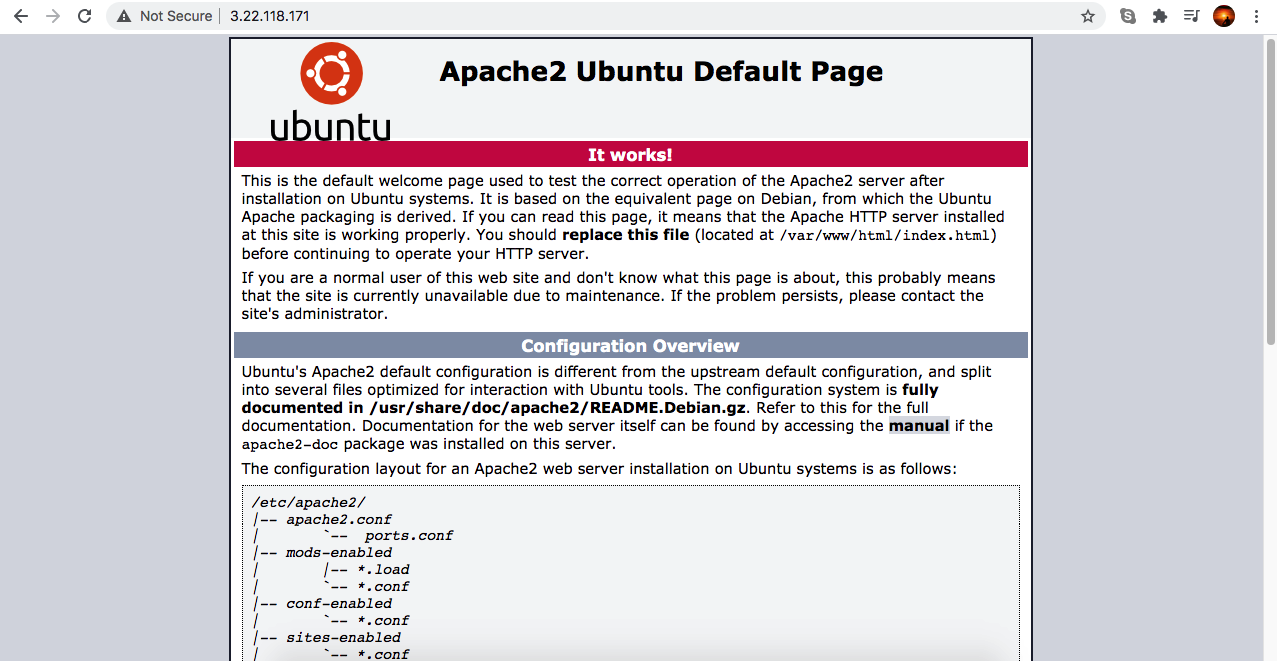 Not Secure | 3.22.118.171
Apache2 Ubuntu Default Page
ubuntu
It works!
This is the default welcome page used to test the correct operation of the Apache2 server after
installation on Ubuntu systems. It is based on the equivalent page on Debian, from which the Ubuntu
Apache packaging is derived. If you can read this page, it means that the Apache HTTP server installed
at this site is working properly. You should replace this file (located at /var/www/html/index.html)
before continuing to operate your HTTP server.
If you are a normal user of this web site and don't know what this page is about, this probably means
that the site is currently unavailable due to maintenance. If the problem persists, please contact the
site's administrator.
Configuration Overview
Ubuntu's Apache2 default configuration is different from the upstream default configuration, and split
into several files optimized for interaction with Ubuntu tools. The configuration system is fully
documented in /usr/share/doc/apache2/README.Debian.gz. Refer to this for the full
documentation. Documentation for the web server itself can be found by accessing the manual if the
apache2-doc package was installed on this server.
The configuration layout for an Apache2 web server installation on Ubuntu systems is as follows:
/etc/apache2/
|-- apache2.conf
|       `--  ports.conf
|-- mods-enabled
|       |-- *.load
|       `-- *.conf
|-- conf-enabled
|       `-- *.conf
|-- sites-enabled
|       `-- *.conf